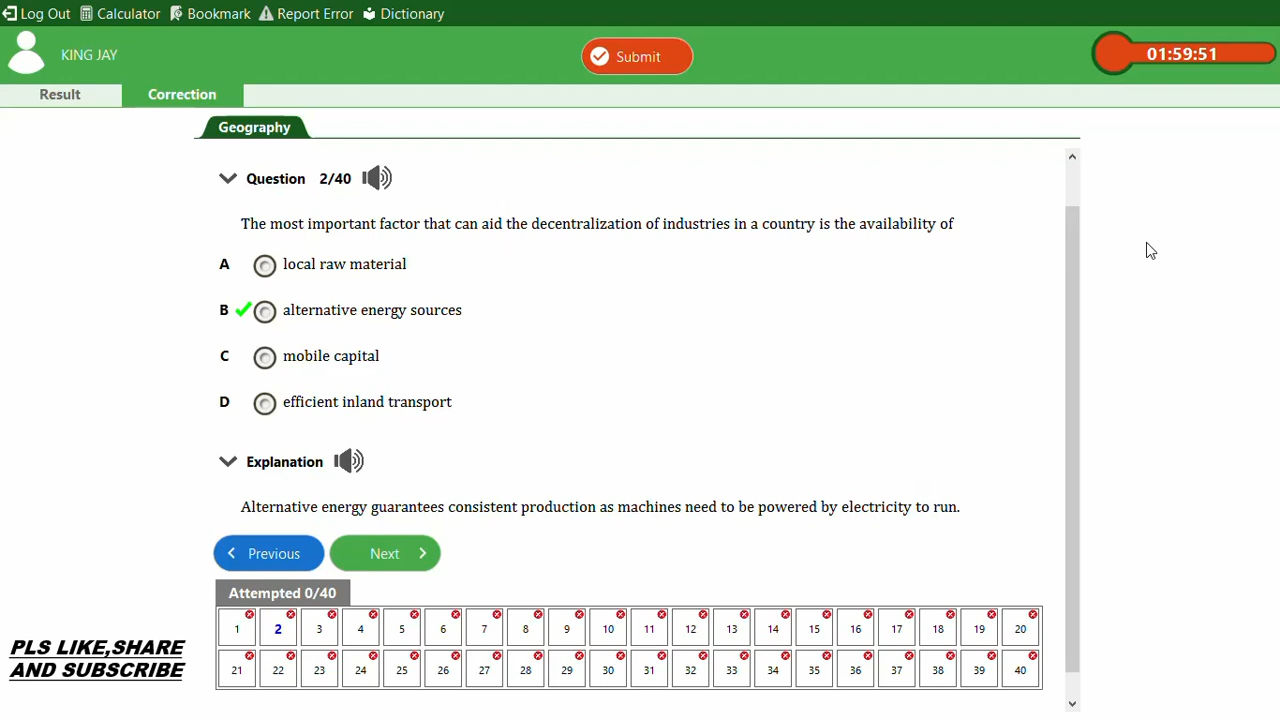 Log Out Calculator Bookmark Report Error Dictionary
KING JAY
Submit
01:59:51
Result Correction
Geography
Question 2/40
The most important factor that can aid the decentralization of industries in a country is the availability of
A local raw material
B alternative energy sources
C mobile capital
D efficient inland transport
Explanation
Alternative energy guarantees consistent production as machines need to be powered by electricity to run.
Previous Next
Attempted 0/40
1 2 3 4 5 6 7 8 9 10 11 12 13 14 15 16 17 18 19 20
21 22 23 24 25 26 27 28 29 30 31 32 33 34 35 36 37 38 39 40
PLS LIKE,SHARE
AND SUBSCRIBE